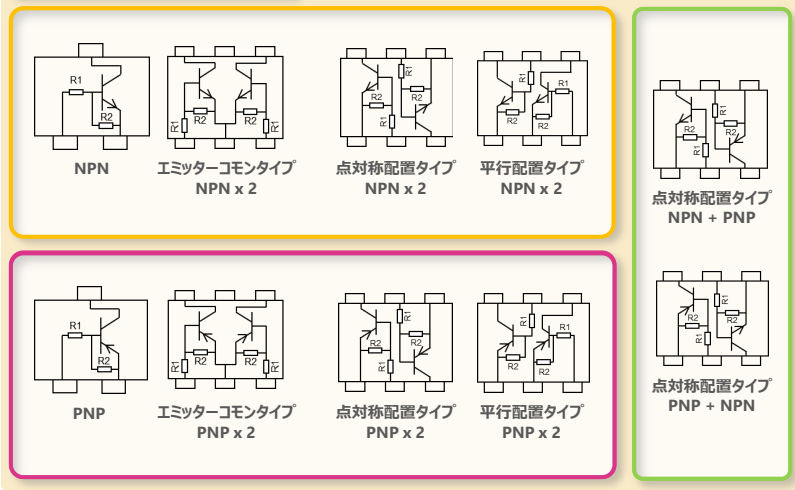 R1
R2
NPN
R1
R2
R1
エミッターコモンタイプ
NPN x 2
R1
R2
R2
R1
点対称配置タイプ
NPN x 2
R1
R1
R2
R2
平行配置タイプ
NPN x 2
R1
R2
R2
R1
点対称配置タイプ
NPN + PNP
R1
R2
PNP
R1
R2
R2
R1
エミッターコモンタイプ
PNP x 2
R1
R2
R2
R1
点対称配置タイプ
PNP x 2
R1
R1
R2
R2
平行配置タイプ
PNP x 2
R1
R2
R2
R1
点対称配置タイプ
PNP + NPN